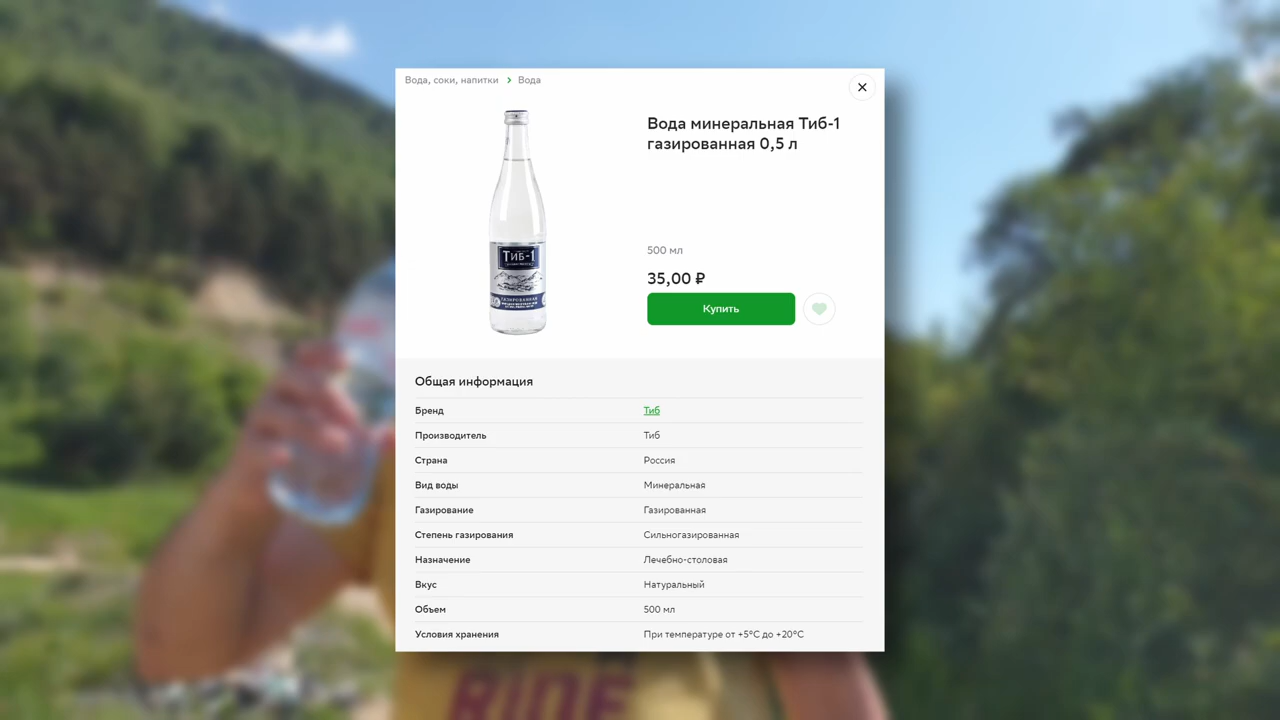 Вода, соки, напитки > Вода
Вода минеральная Тиб-1
газированная 0,5 л
500 мл
35,00 ₽
Купить
Тиб-1
ГАЗИРОВАННАЯ
Общая информация
Бренд Тиб
Производитель Тиб
Страна Россия
Вид воды Минеральная
Газирование Газированная
Степень газирования Сильногазированная
Назначение Лечебно-столовая
Вкус Натуральный
Объем 500 мл
Условия хранения При температуре от +5°С до +20°С
RIDE